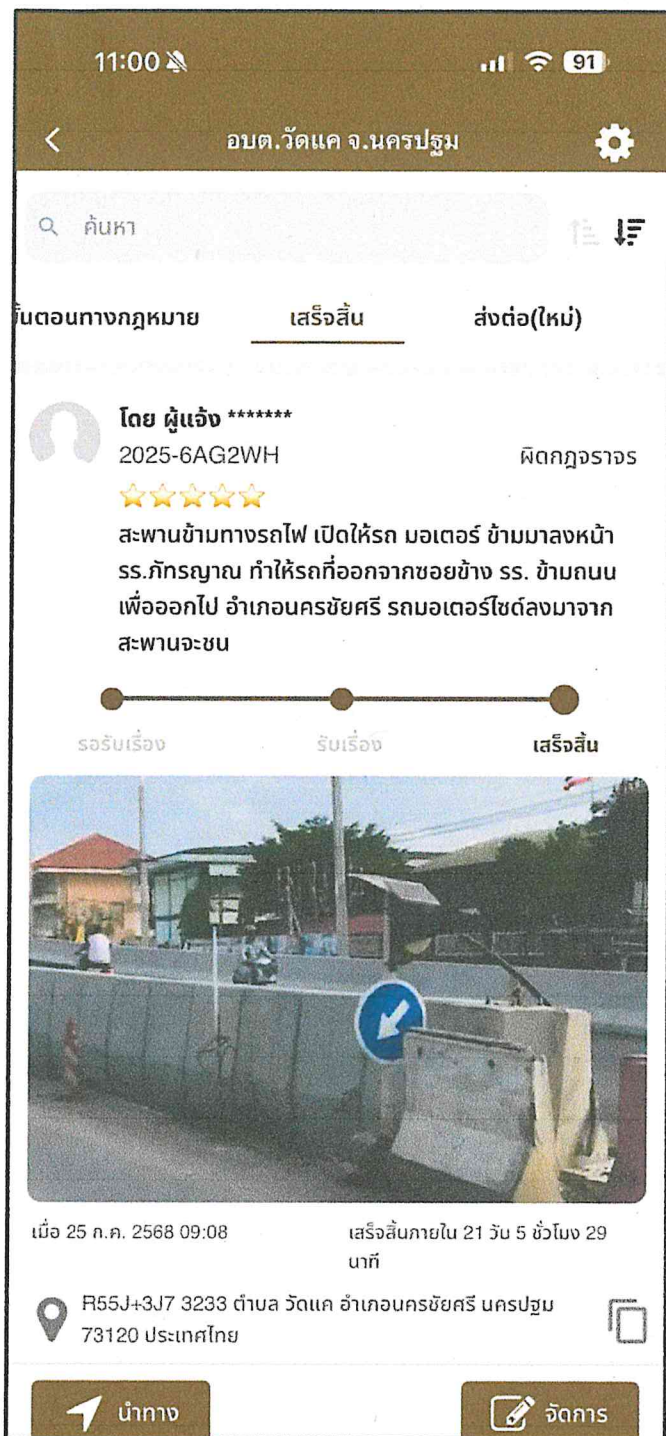 11:00
91
อบต.วัดแค จ.นครปฐม
ค้นหา
ั้นตอนทางกฎหมาย เสร็จสิ้น ส่งต่อ(ใหม่)
โดย ผู้แจ้ง *******
2025-6AG2WH ผิดกฎจราจร
สะพานข้ามทางรถไฟ เปิดให้รถ มอเตอร์ ข้ามมาลงหน้า
รร.ภัทรญาณ ทำให้รถที่ออกจากซอยข้าง รร. ข้ามถนน
เพื่อออกไป อำเภอนครชัยศรี รถมอเตอร์ไซด์ลงมาจาก
สะพานจะชน
รอรับเรื่อง รับเรื่อง เสร็จสิ้น
เมื่อ 25 ก.ค. 2568 09:08 เสร็จสิ้นภายใน 21 วัน 5 ชั่วโมง 29
นาที
R55J+3J7 3233 ตำบล วัดแค อำเภอนครชัยศรี นครปฐม
73120 ประเทศไทย
นำทาง จัดการ